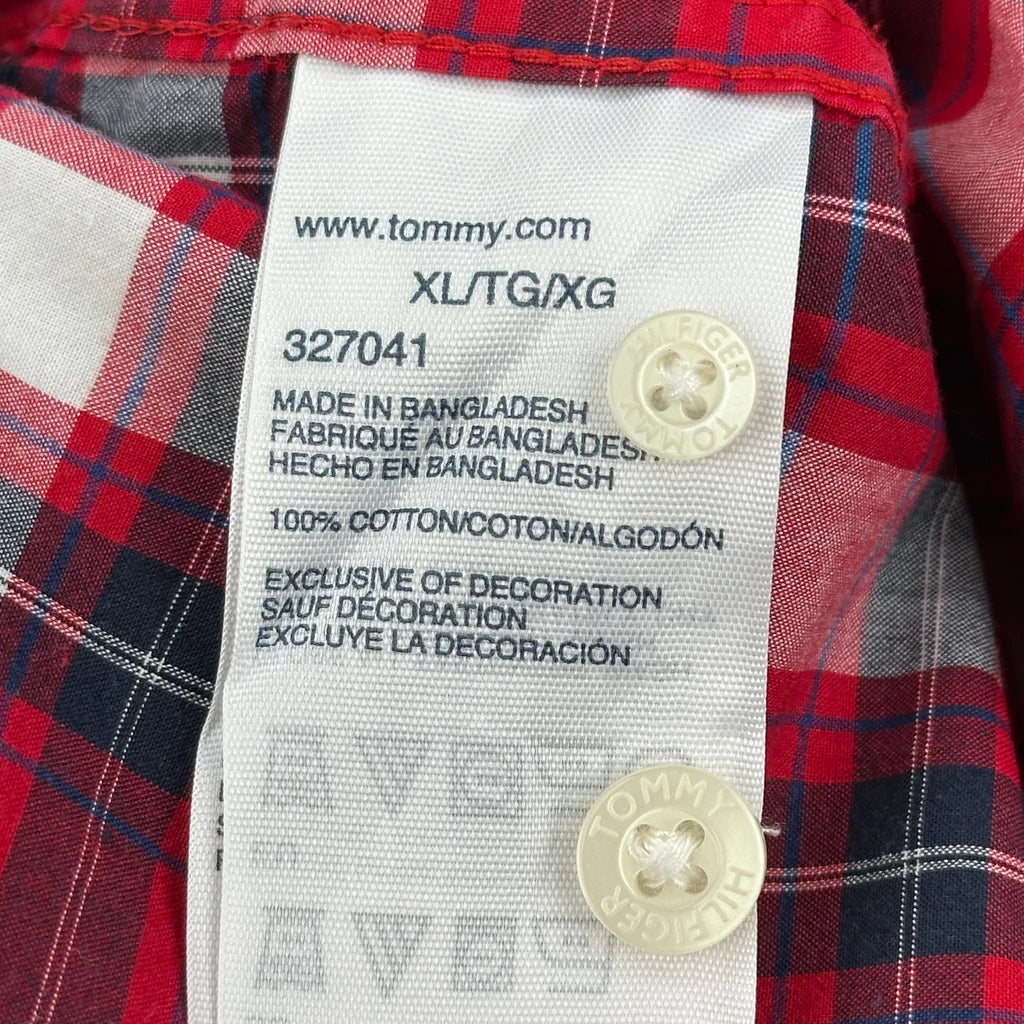 www.tommy.com
XL/TG/XG
327041
MADE IN BANGLADESH
FABRIQUÉ AU BANGLADESH
HECHO EN BANGLADESH
100% COTTON/COTON/ALGODÓN
EXCLUSIVE OF DECORATION
SAUF DÉCORATION
EXCLUYE LA DECORACIÓN
TOMMY HILFIGER
TOMMY HILFIGER